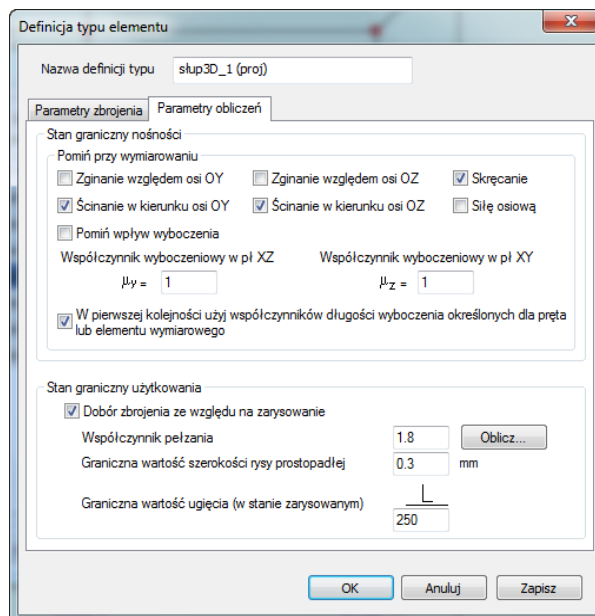 Definicja typu elementu
Nazwa definicji typu słup3D_1 (proj)
Parametry zbrojenia Parametry obliczeń
Stan graniczny nośności
Pomiń przy wymiarowaniu
Zginanie względem osi OY Zginanie względem osi OZ Skręcanie
Ścinanie w kierunku osi OY Ścinanie w kierunku osi OZ Siłę osiową
Pomiń wpływ wyboczenia
Współczynnik wyboczeniowy w pł XZ Współczynnik wyboczeniowy w pł XY
μy = 1 μz = 1
W pierwszej kolejności użyj współczynników długości wyboczenia określonych dla pręta
lub elementu wymiarowego
Stan graniczny użytkowania
Dobór zbrojenia ze względu na zarysowanie
Współczynnik pełzania 1.8 Oblicz...
Graniczna wartość szerokości rysy prostopadłej 0.3 mm
Graniczna wartość ugięcia (w stanie zarysowanym) L
250
OK Anuluj Zapisz